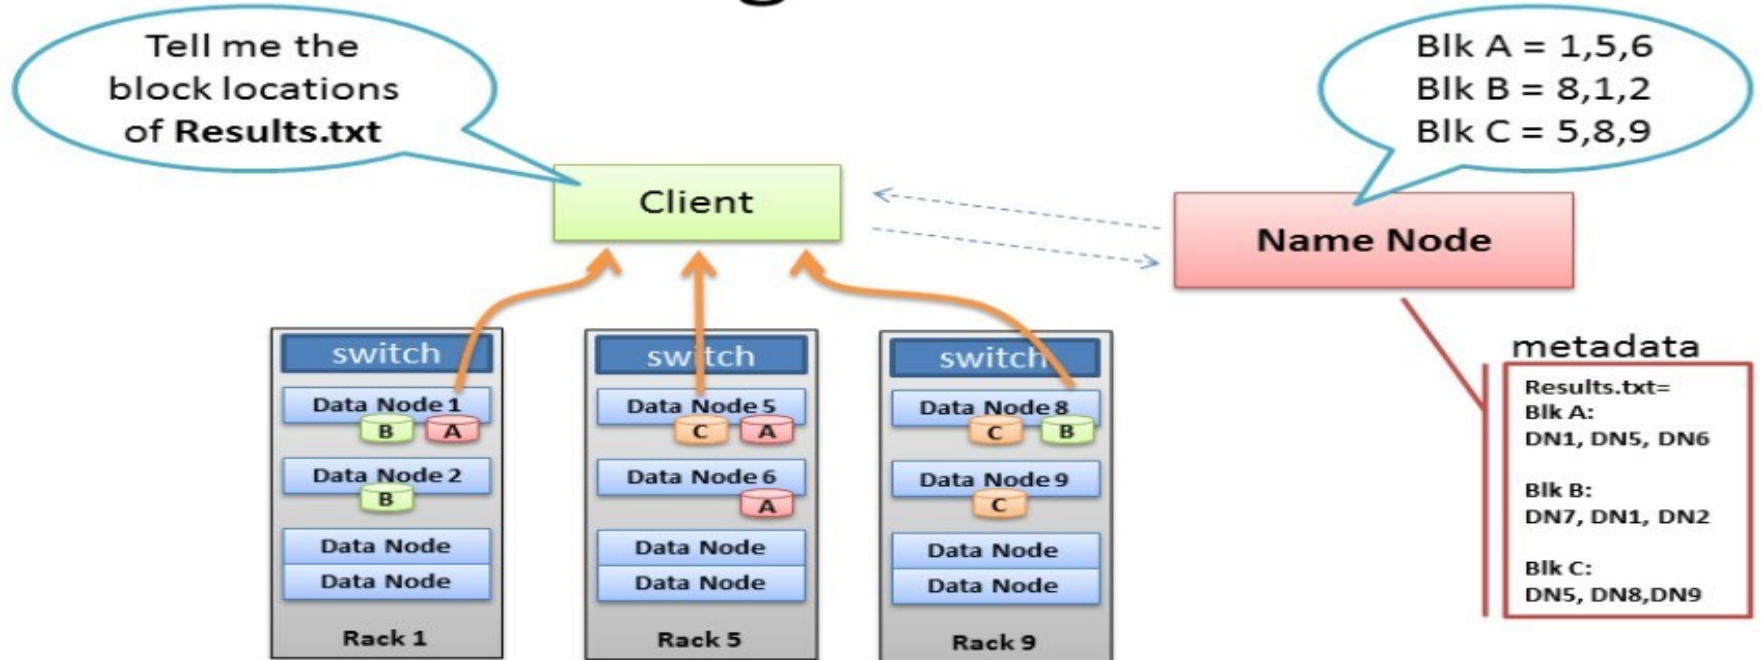 Tell me the
block locations
of Results.txt
Blk A = 1,5,6
Blk B = 8,1,2
Blk C = 5,8,9
Client
Name Node
switch
Data Node 1
B
A
Data Node 2
B
Data Node
Data Node
Rack 1
switch
Data Node 5
C
A
Data Node 6
A
Data Node
Data Node
Rack 5
switch
Data Node 8
C
B
Data Node 9
C
Data Node
Data Node
Rack 9
metadata
Results.txt=
Blk A:
DN1, DN5, DN6
Blk B:
DN7, DN1, DN2
Blk C:
DN5, DN8,DN9